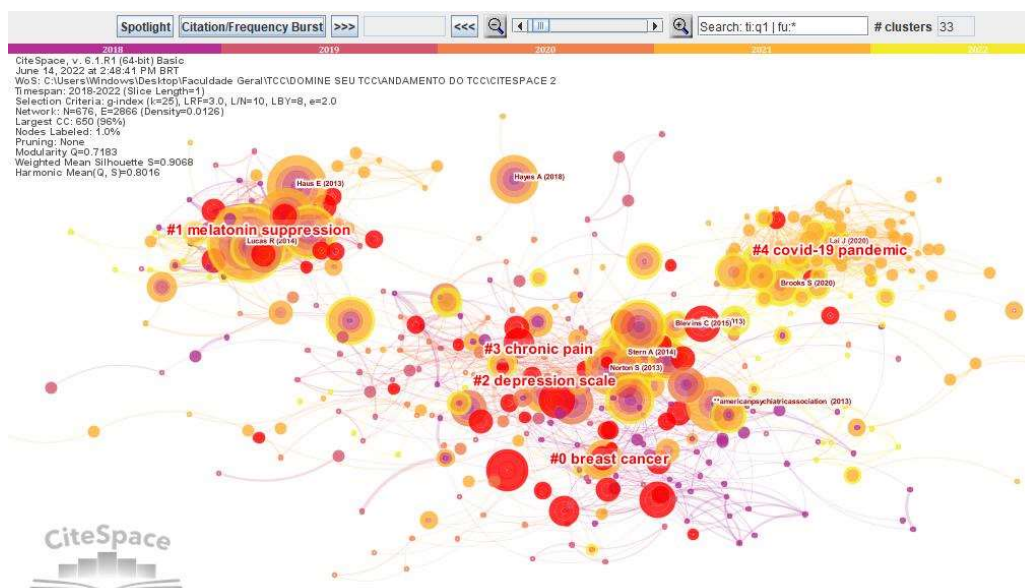 Spotlight Citation/Frequency Burst >>> <<< Search: ti:q1 | fu:* # clusters 33
2018 2019 2020 2021 2022
CiteSpace, v. 6.1.R1 (64-bit) Basic
June 14, 2022 at 2:48:41 PM BRT
WoS: C:\Users\Windows\Desktop\Faculdade Geral\TCC\DOMINE SEU TCC\ANDAMENTO DO TCC\CITESPACE 2
Timespan: 2018-2022 (Slice Length=1)
Selection Criteria: g-index (k=25), LRF=3.0, L/N=10, LBY=8, e=2.0
Network: N=676, E=2866 (Density=0.0126)
Largest CC: 650 (96%)
Nodes Labeled: 1.0%
Pruning: None
Modularity Q=0.7183
Weighted Mean Silhouette S=0.9068
Harmonic Mean(Q, S)=0.8016
Hayes A (2018)
Haus E (2013)
#1 melatonin suppression
Lucas R (2014)
Lai J (2020)
#4 covid-19 pandemic
Brooks S (2020)
Blevins C (2015)
#3 chronic pain
Stern A (2014)
Norton S (2013)
#2 depression scale
americanpsychiatricassociation (2013)
#0 breast cancer
CiteSpace